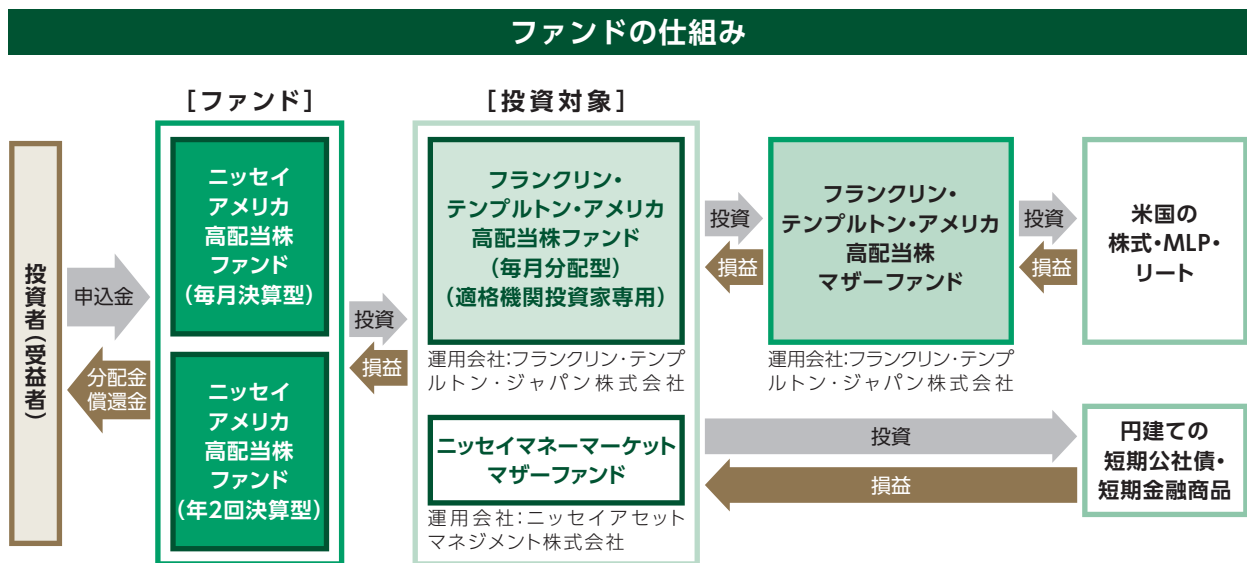 ファンドの仕組み
[ファンド]
[投資対象]
投資者(受益者)
申込金
分配金
償還金
ニッセイ
アメリカ
高配当株
ファンド
(毎月決算型)
ニッセイ
アメリカ
高配当株
ファンド
(年2回決算型)
投資
損益
フランクリン・
テンプルトン・アメリカ
高配当株ファンド
(毎月分配型)
(適格機関投資家専用)
運用会社:フランクリン・テンプ
ルトン・ジャパン株式会社
ニッセイマネーマーケット
マザーファンド
運用会社:ニッセイアセット
マネジメント株式会社
投資
損益
フランクリン・
テンプルトン・アメリカ
高配当株
マザーファンド
運用会社:フランクリン・テンプ
ルトン・ジャパン株式会社
投資
損益
米国の
株式・MLP・
リート
投資
損益
円建ての
短期公社債・
短期金融商品